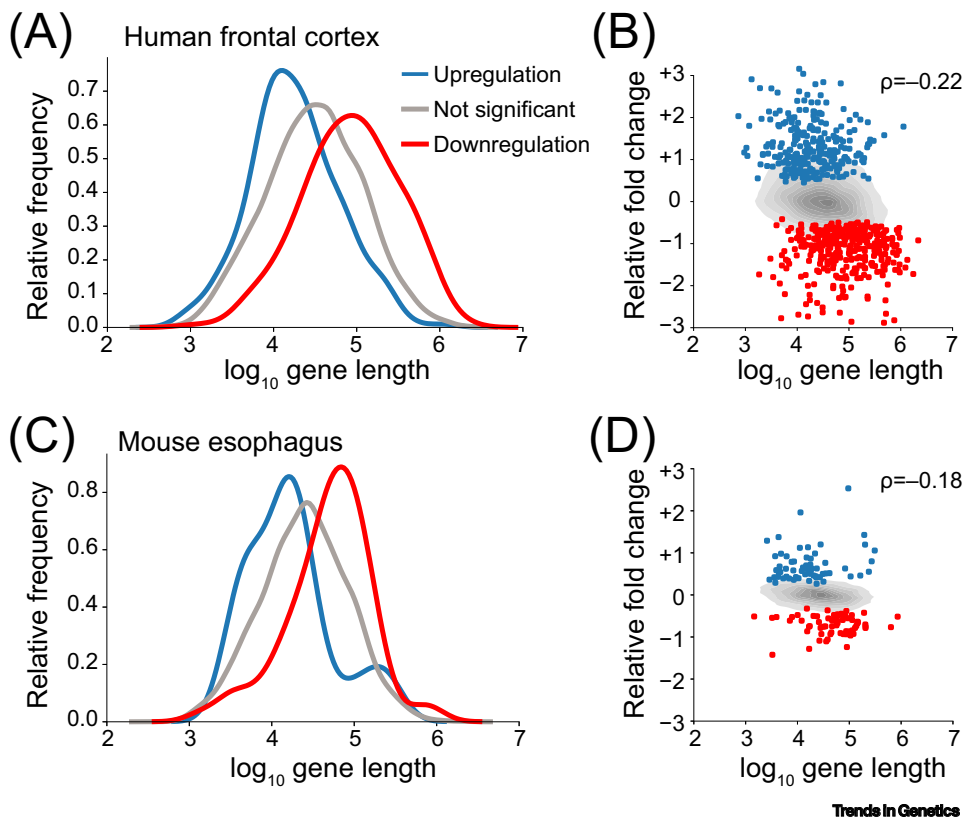 (A)
Human frontal cortex
Relative frequency
0.7
0.6
0.5
0.4
0.3
0.2
0.1
0.0
2 3 4 5 6 7
log10 gene length
Upregulation
Not significant
Downregulation
(B)
ρ=–0.22
Relative fold change
+3
+2
+1
0
−1
−2
−3
2 3 4 5 6 7
log10 gene length
(C)
Mouse esophagus
Relative frequency
0.8
0.6
0.4
0.2
0.0
2 3 4 5 6 7
log10 gene length
(D)
ρ=–0.18
Relative fold change
+3
+2
+1
0
−1
−2
−3
2 3 4 5 6 7
log10 gene length
Trends in Genetics